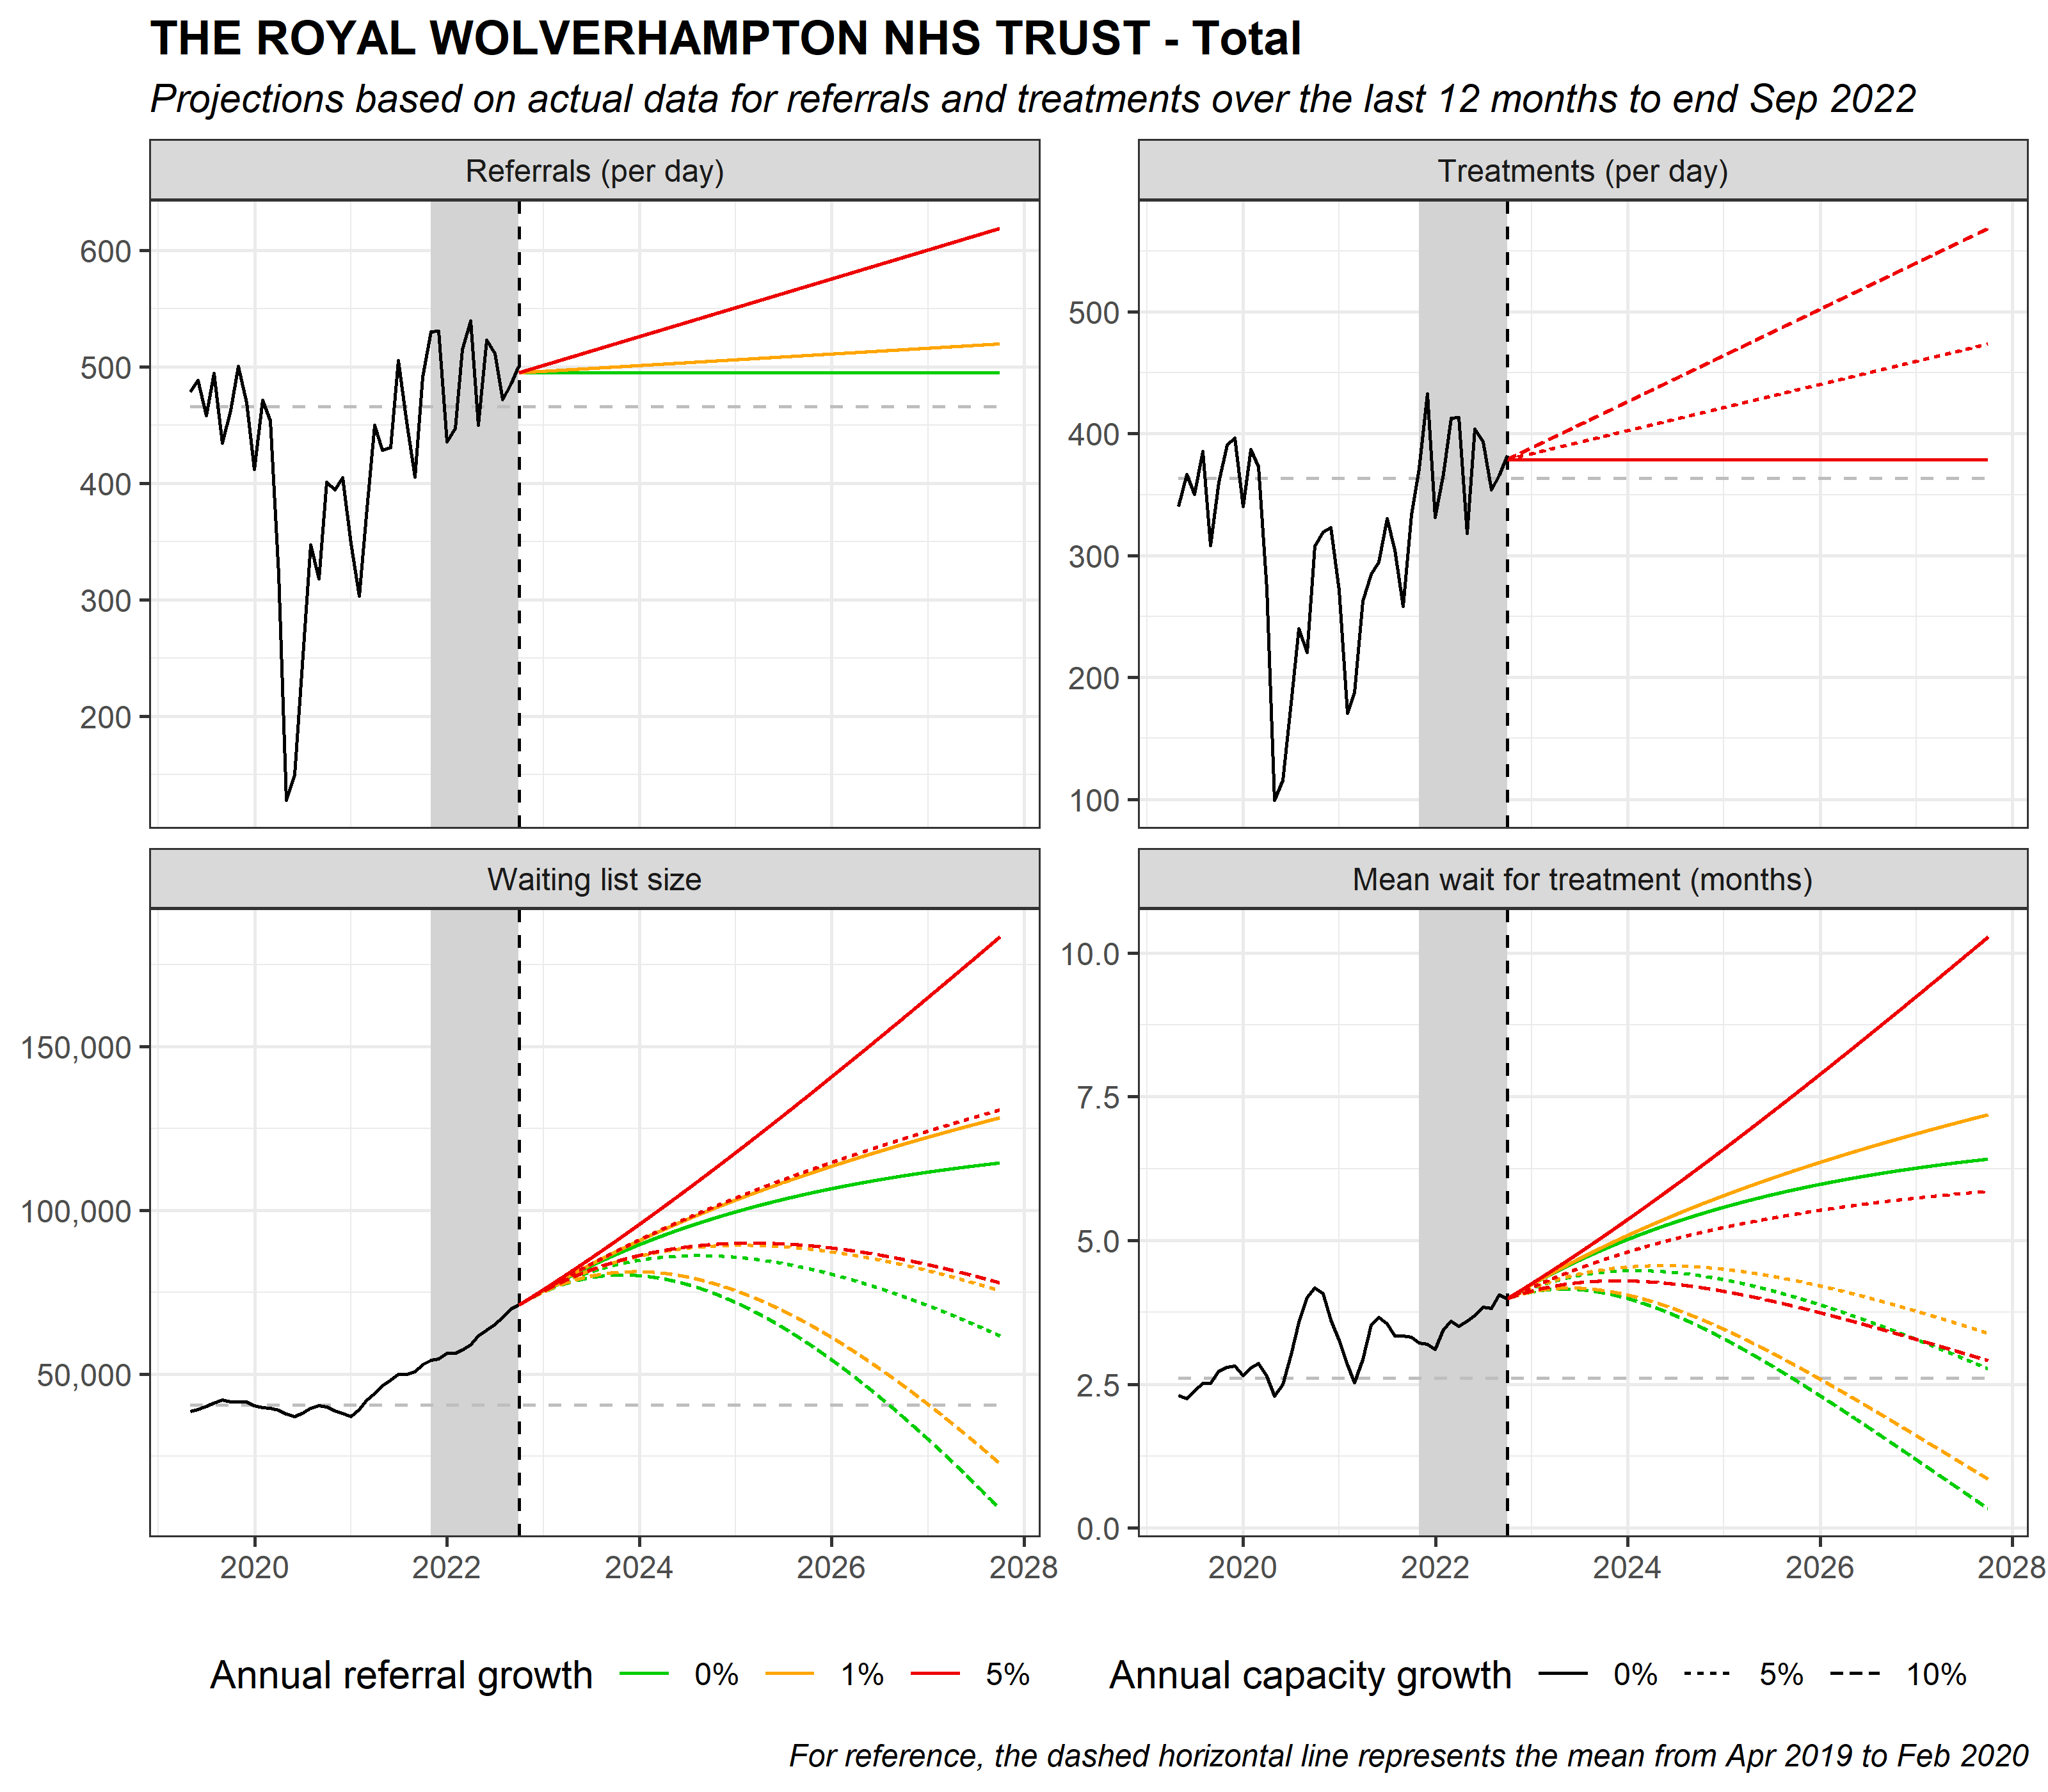 THE ROYAL WOLVERHAMPTON NHS TRUST - Total
Projections based on actual data for referrals and treatments over the last 12 months to end Sep 2022
Referrals (per day)
600
500
400
300
200
Treatments (per day)
500
400
300
200
100
Waiting list size
150,000
100,000
50,000
2020 2022 2024 2026 2028
Mean wait for treatment (months)
10.0
7.5
5.0
2.5
0.0
2020 2022 2024 2026 2028
Annual referral growth 0% 1% 5%
Annual capacity growth 0% 5% 10%
For reference, the dashed horizontal line represents the mean from Apr 2019 to Feb 2020